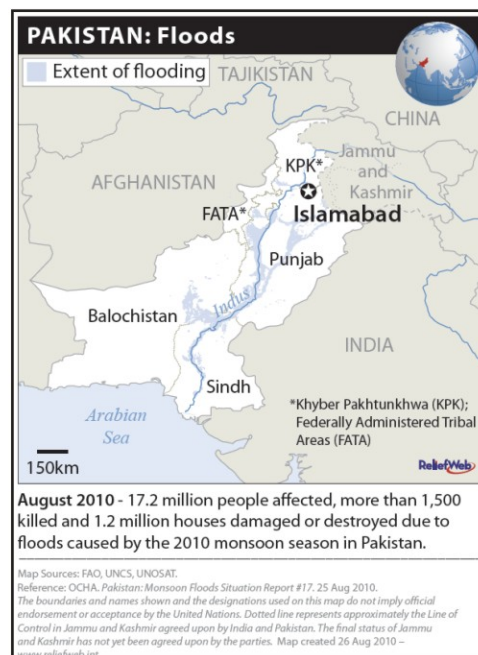 PAKISTAN: Floods
Extent of flooding
TAJIKISTAN
CHINA
KPK*
Jammu
and
Kashmir
AFGHANISTAN
FATA*
Islamabad
Punjab
Indus
Balochistan
INDIA
Sindh
Arabian
Sea
*Khyber Pakhtunkhwa (KPK);
Federally Administered Tribal
Areas (FATA)
150km
ReliefWeb
August 2010 - 17.2 million people affected, more than 1,500
killed and 1.2 million houses damaged or destroyed due to
floods caused by the 2010 monsoon season in Pakistan.
Map Sources: FAO, UNCS, UNOSAT.
Reference: OCHA. Pakistan: Monsoon Floods Situation Report #17. 25 Aug 2010.
The boundaries and names shown and the designations used on this map do not imply official
endorsement or acceptance by the United Nations. Dotted line represents approximately the Line of
Control in Jammu and Kashmir agreed upon by India and Pakistan. The final status of Jammu
and Kashmir has not yet been agreed upon by the parties. Map created 26 Aug 2010 –
www.reliefweb.int